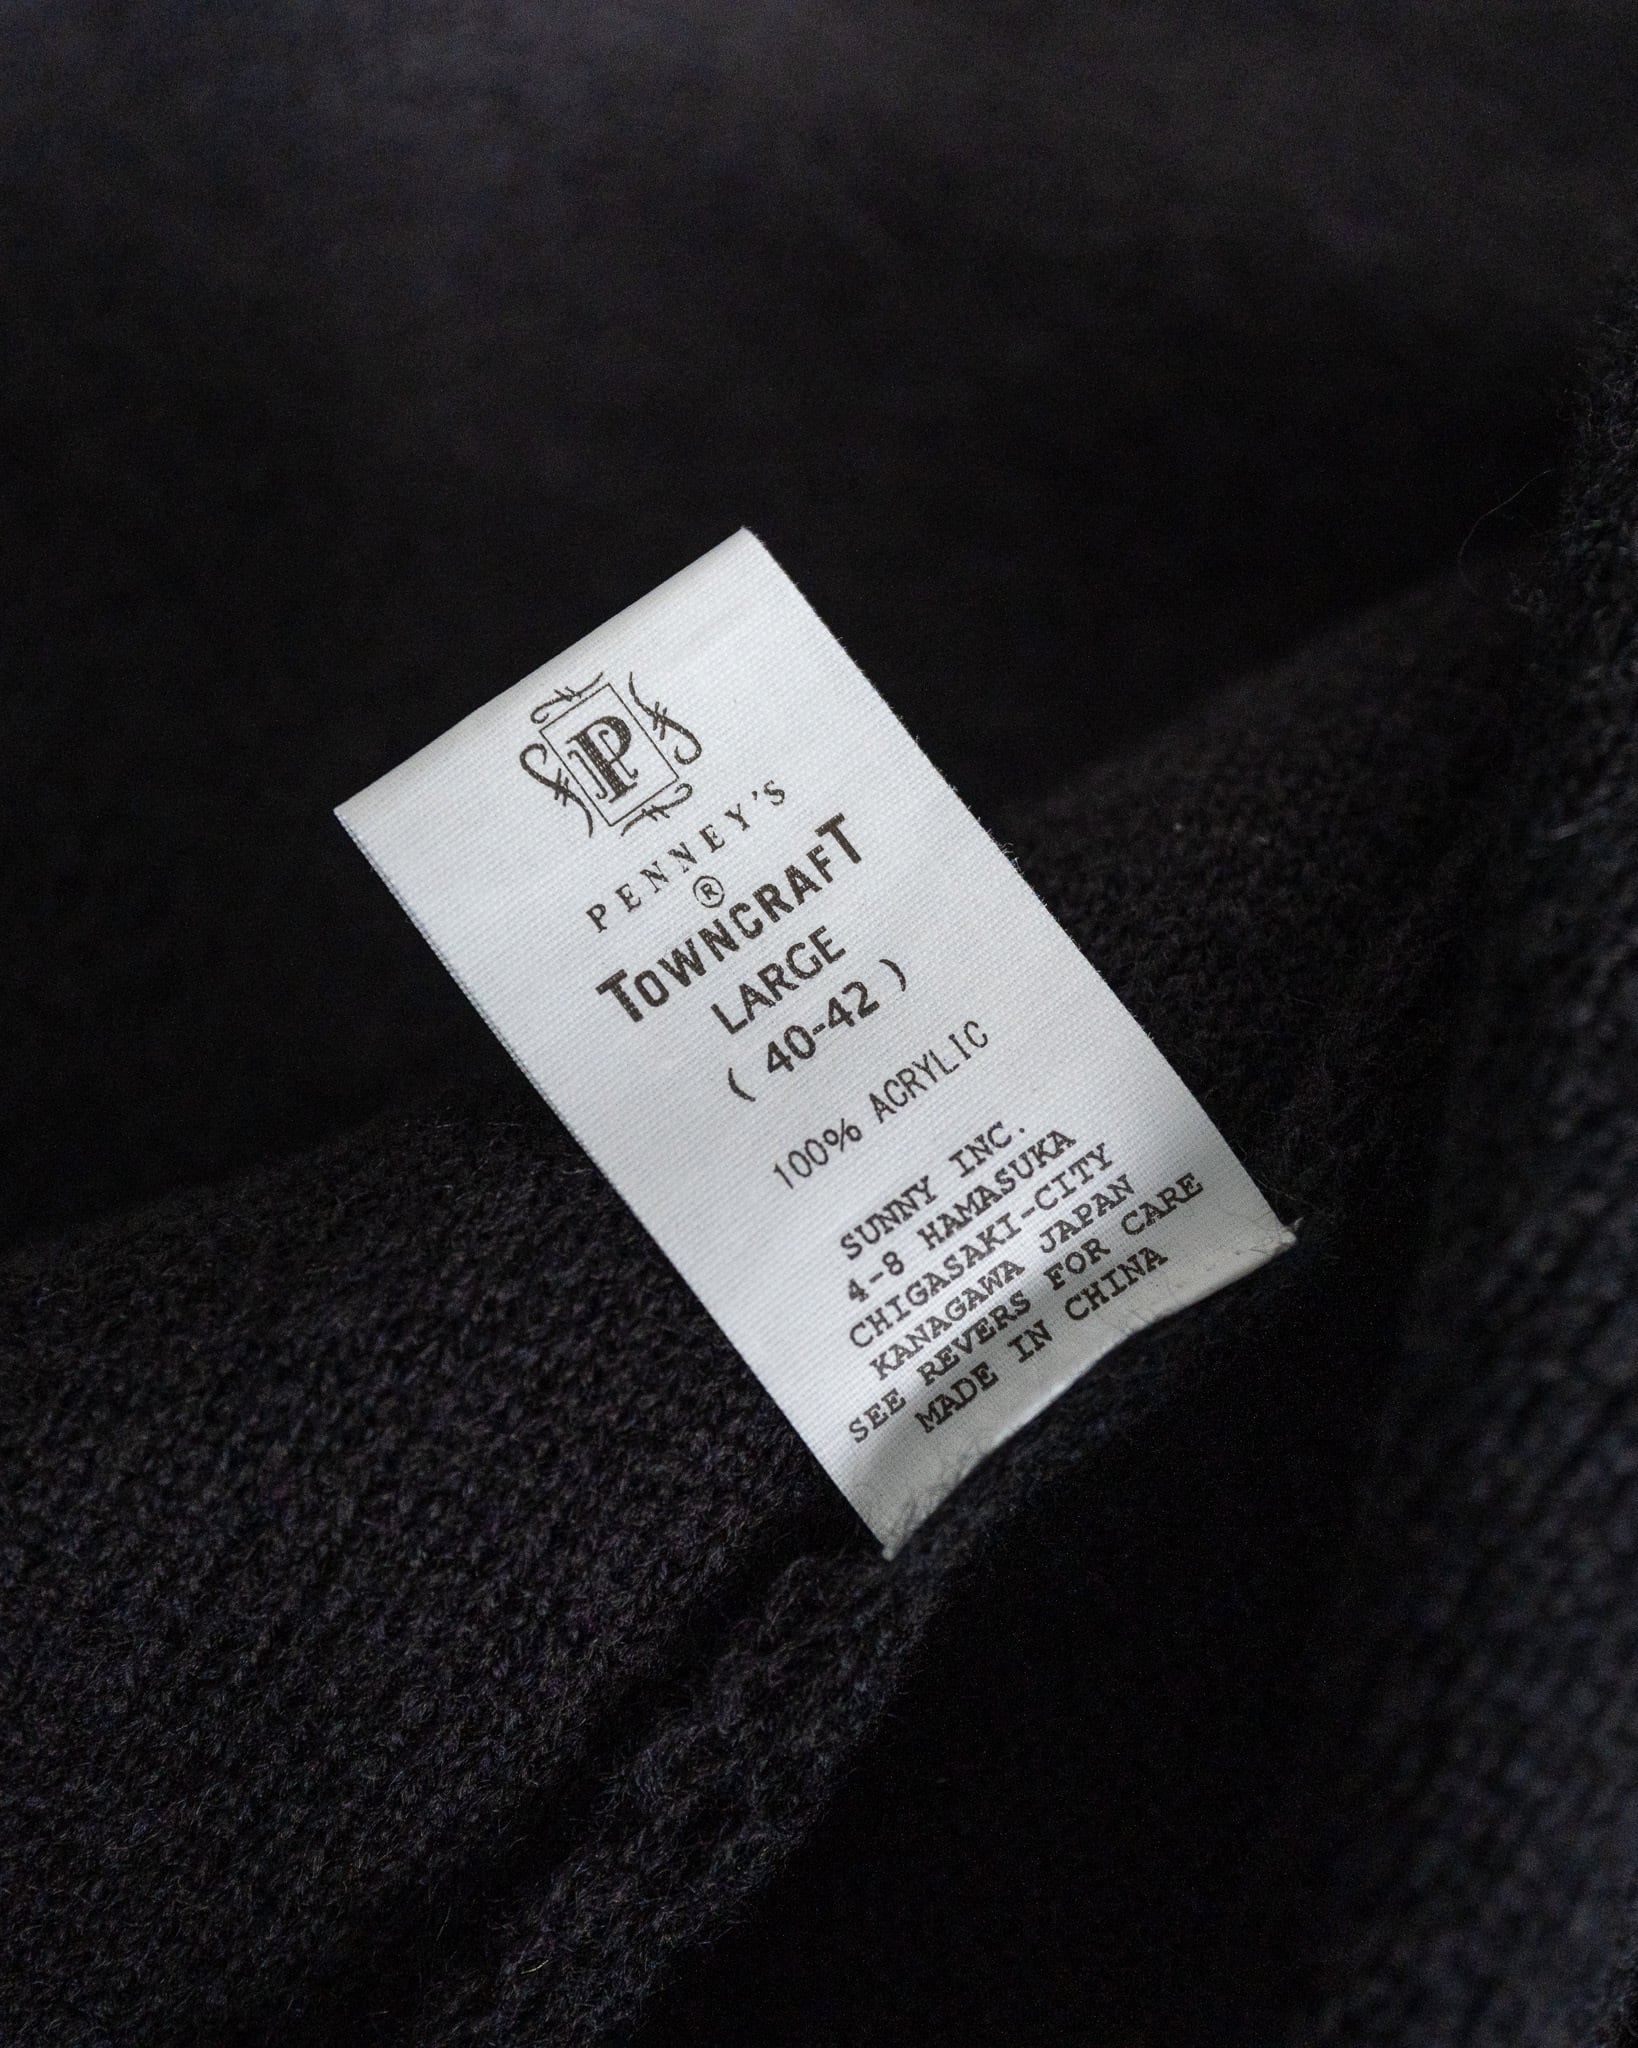 P
PENNEY'S
®
TOWNCRAFT
LARGE
( 40-42 )
100% ACRYLIC
SUNNY INC.
4-8 HAMASUKA
CHIGASAKI-CITY
KANAGAWA JAPAN
SEE REVERS FOR CARE
MADE IN CHINA